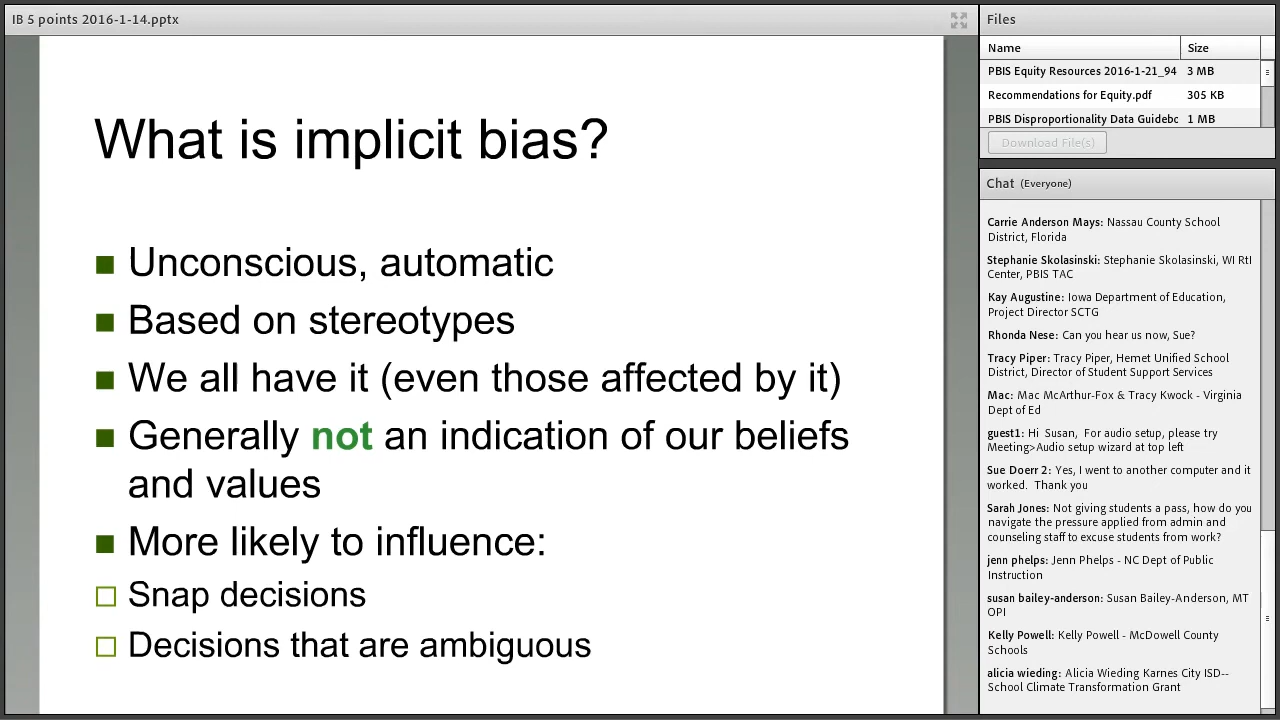 IB 5 points 2016-1-14.pptx
What is implicit bias?
Unconscious, automatic
Based on stereotypes
We all have it (even those affected by it)
Generally not an indication of our beliefs
and values
More likely to influence:
Snap decisions
Decisions that are ambiguous
Files
Name Size
PBIS Equity Resources 2016-1-21_94 3 MB
Recommendations for Equity.pdf 305 KB
PBIS Disproportionality Data Guidebc 1 MB
Download File(s)
Chat (Everyone)
Carrie Anderson Mays: Nassau County School
District, Florida
Stephanie Skolasinski: Stephanie Skolasinski, WI RtI
Center, PBIS TAC
Kay Augustine: Iowa Department of Education,
Project Director SCTG
Rhonda Nese: Can you hear us now, Sue?
Tracy Piper: Tracy Piper, Hemet Unified School
District, Director of Student Support Services
Mac: Mac McArthur-Fox & Tracy Kwock - Virginia
Dept of Ed
guest1: Hi Susan, For audio setup, please try
Meeting>Audio setup wizard at top left
Sue Doerr 2: Yes, I went to another computer and it
worked. Thank you
Sarah Jones: Not giving students a pass, how do you
navigate the pressure applied from admin and
counseling staff to excuse students from work?
jenn phelps: Jenn Phelps - NC Dept of Public
Instruction
susan bailey-anderson: Susan Bailey-Anderson, MT
OPI
Kelly Powell: Kelly Powell - McDowell County
Schools
alicia wieding: Alicia Wieding Karnes City ISD--
School Climate Transformation Grant